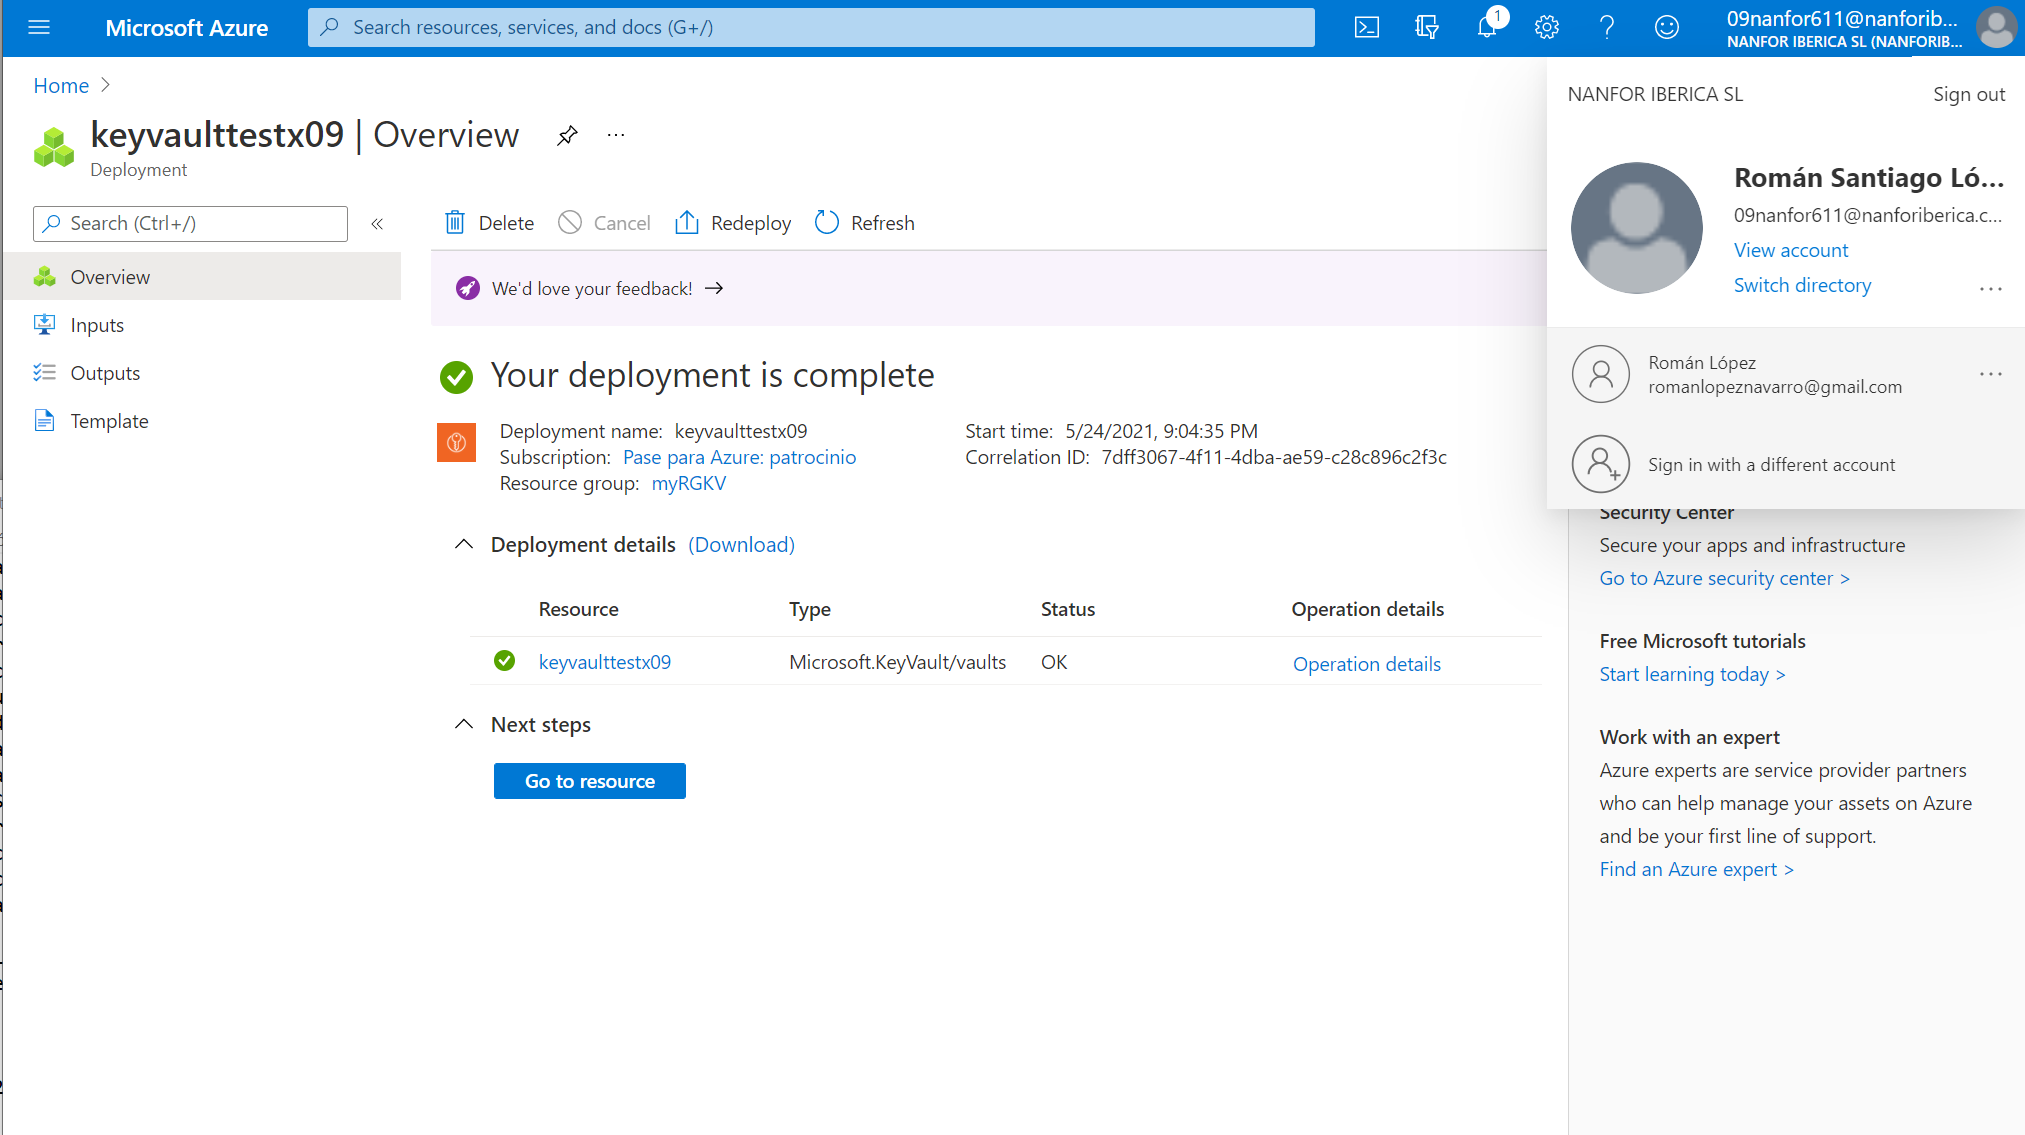 Microsoft Azure
Search resources, services, and docs (G+/)
1
09nanfor611@nanforib...
NANFOR IBERICA SL (NANFORIB...
Home
keyvaulttestx09 | Overview
Deployment
Search (Ctrl+/)
Overview
Inputs
Outputs
Template
Delete
Cancel
Redeploy
Refresh
We'd love your feedback!
Your deployment is complete
Deployment name: keyvaulttestx09
Subscription: Pase para Azure: patrocinio
Resource group: myRGKV
Start time: 5/24/2021, 9:04:35 PM
Correlation ID: 7dff3067-4f11-4dba-ae59-c28c896c2f3c
Deployment details (Download)
Resource Type Status Operation details
keyvaulttestx09 Microsoft.KeyVault/vaults OK Operation details
Next steps
Go to resource
NANFOR IBERICA SL
Sign out
Román Santiago Ló...
09nanfor611@nanforiberica.c...
View account
Switch directory
Román López
romanlopeznavarro@gmail.com
Sign in with a different account
Security Center
Secure your apps and infrastructure
Go to Azure security center >
Free Microsoft tutorials
Start learning today >
Work with an expert
Azure experts are service provider partners
who can help manage your assets on Azure
and be your first line of support.
Find an Azure expert >